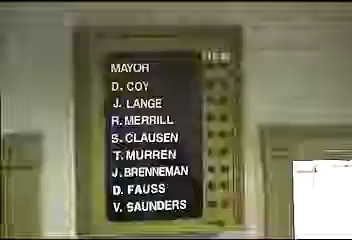 MAYOR
D. COY
J. LANGE
R. MERRILL
S. CLAUSEN
T. MURREN
J. BRENNEMAN
D. FAUSS
V. SAUNDERS